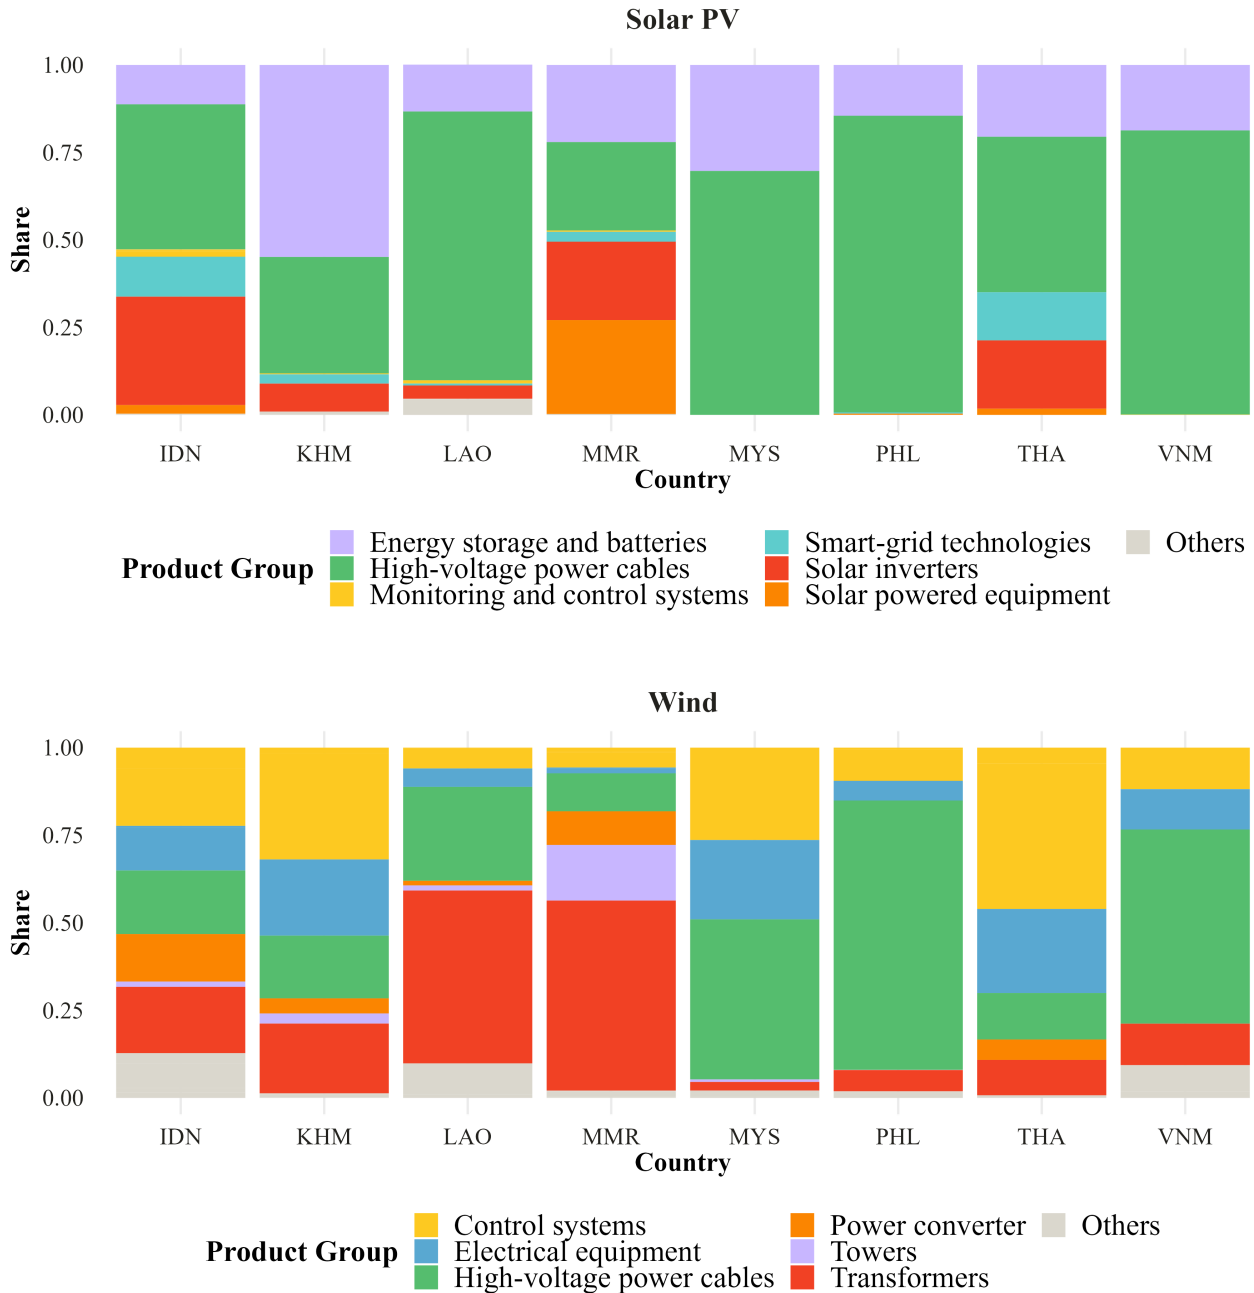 Solar PV
1.00
0.75
0.50
0.25
0.00
Share
IDN KHM LAO MMR MYS PHL THA VNM
Country
Product Group
Energy storage and batteries
High-voltage power cables
Monitoring and control systems
Smart-grid technologies
Solar inverters
Solar powered equipment
Others
Wind
1.00
0.75
0.50
0.25
0.00
Share
IDN KHM LAO MMR MYS PHL THA VNM
Country
Product Group
Control systems
Electrical equipment
High-voltage power cables
Power converter
Towers
Transformers
Others